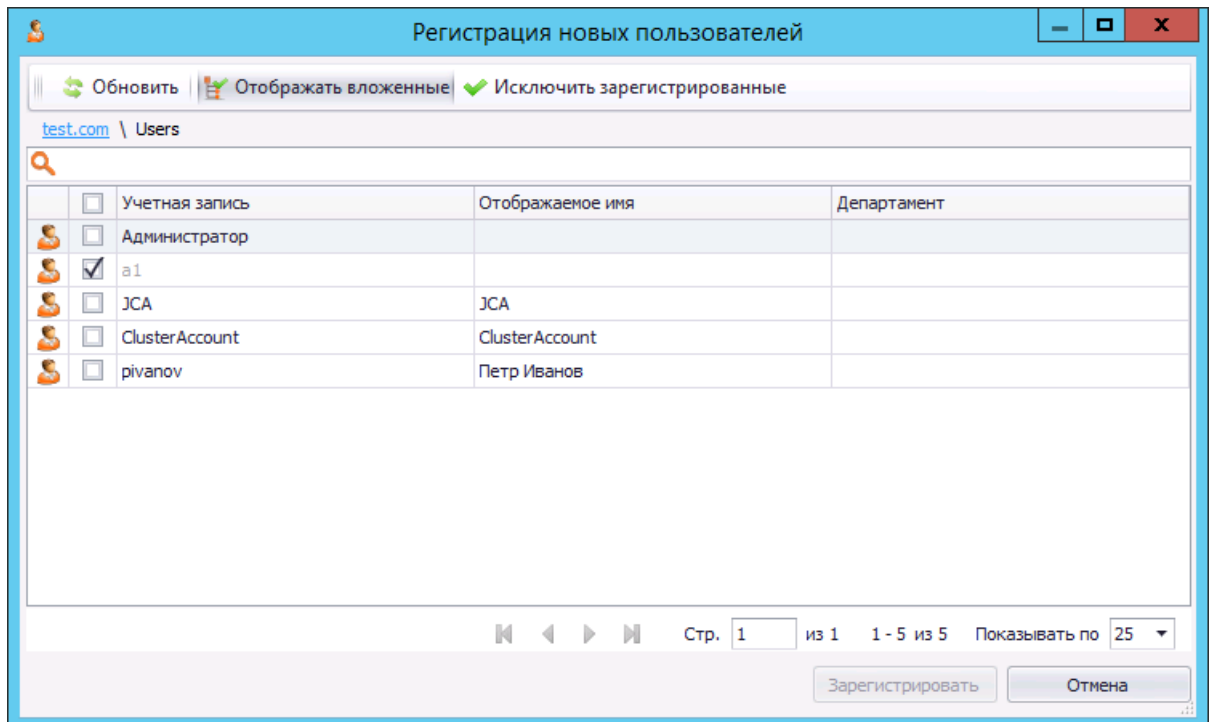 Регистрация новых пользователей
Обновить Отображать вложенные Исключить зарегистрированные
test.com \ Users
Учетная запись Отображаемое имя Департамент
Администратор
a1
JCA JCA
ClusterAccount ClusterAccount
pivanov Петр Иванов
Стр. 1 из 1 1 - 5 из 5 Показывать по 25
Зарегистрировать Отмена